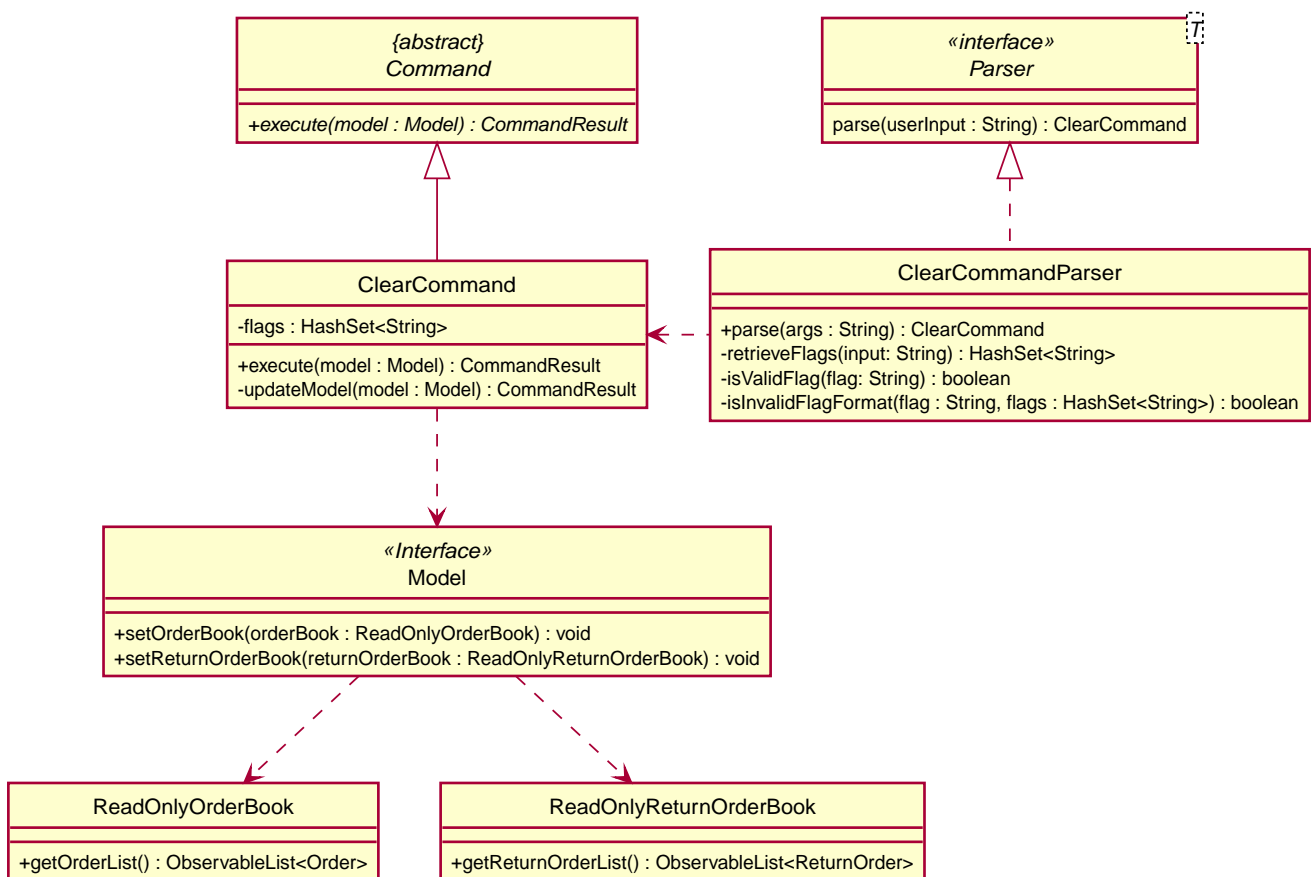 {abstract}
Command
+execute(model : Model) : CommandResult
«interface»
Parser
T
parse(userInput : String) : ClearCommand
ClearCommand
-flags : HashSet<String>
+execute(model : Model) : CommandResult
-updateModel(model : Model) : CommandResult
ClearCommandParser
+parse(args : String) : ClearCommand
-retrieveFlags(input: String) : HashSet<String>
-isValidFlag(flag: String) : boolean
-isInvalidFlagFormat(flag : String, flags : HashSet<String>) : boolean
«Interface»
Model
+setOrderBook(orderBook : ReadOnlyOrderBook) : void
+setReturnOrderBook(returnOrderBook : ReadOnlyReturnOrderBook) : void
ReadOnlyOrderBook
+getOrderList() : ObservableList<Order>
ReadOnlyReturnOrderBook
+getReturnOrderList() : ObservableList<ReturnOrder>